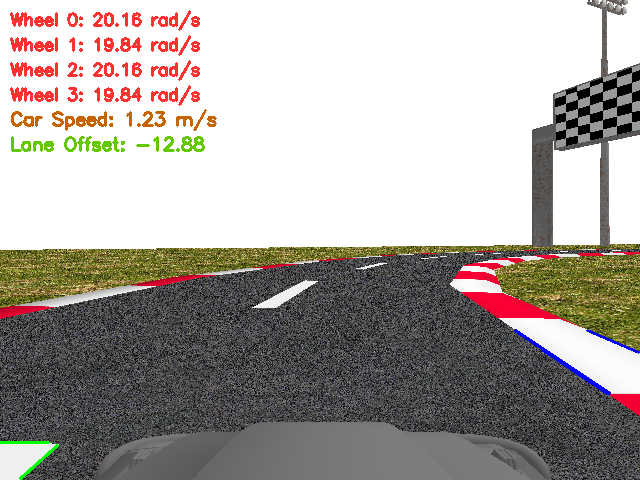 Wheel 0: 20.16 rad/s
Wheel 1: 19.84 rad/s
Wheel 2: 20.16 rad/s
Wheel 3: 19.84 rad/s
Car Speed: 1.23 m/s
Lane Offset: -12.88